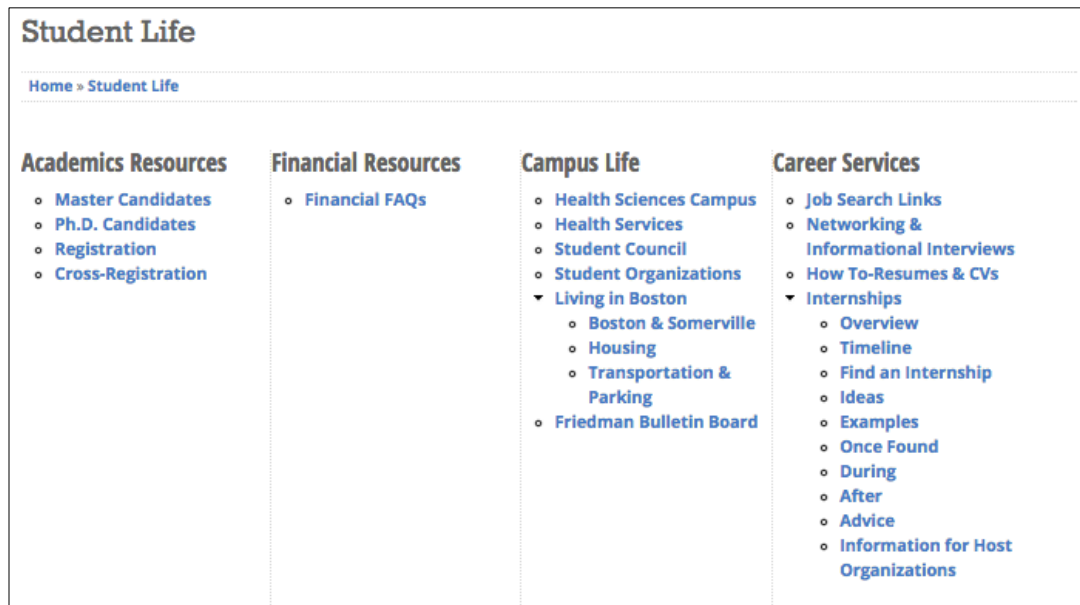 Student Life
Home » Student Life
Academics Resources
Master Candidates
Ph.D. Candidates
Registration
Cross-Registration
Financial Resources
Financial FAQs
Campus Life
Health Sciences Campus
Health Services
Student Council
Student Organizations
Living in Boston
Boston & Somerville
Housing
Transportation &
Parking
Friedman Bulletin Board
Career Services
Job Search Links
Networking &
Informational Interviews
How To-Resumes & CVs
Internships
Overview
Timeline
Find an Internship
Ideas
Examples
Once Found
During
After
Advice
Information for Host
Organizations